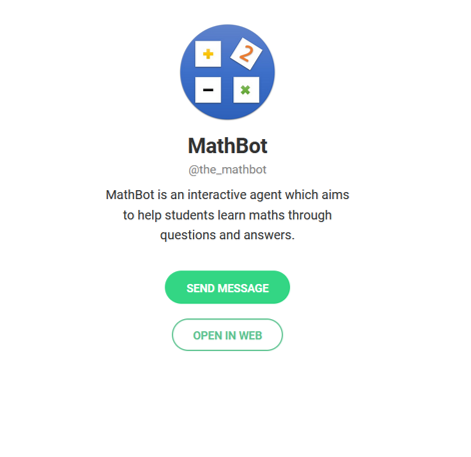 2
MathBot
@the_mathbot
MathBot is an interactive agent which aims
to help students learn maths through
questions and answers.
SEND MESSAGE
OPEN IN WEB